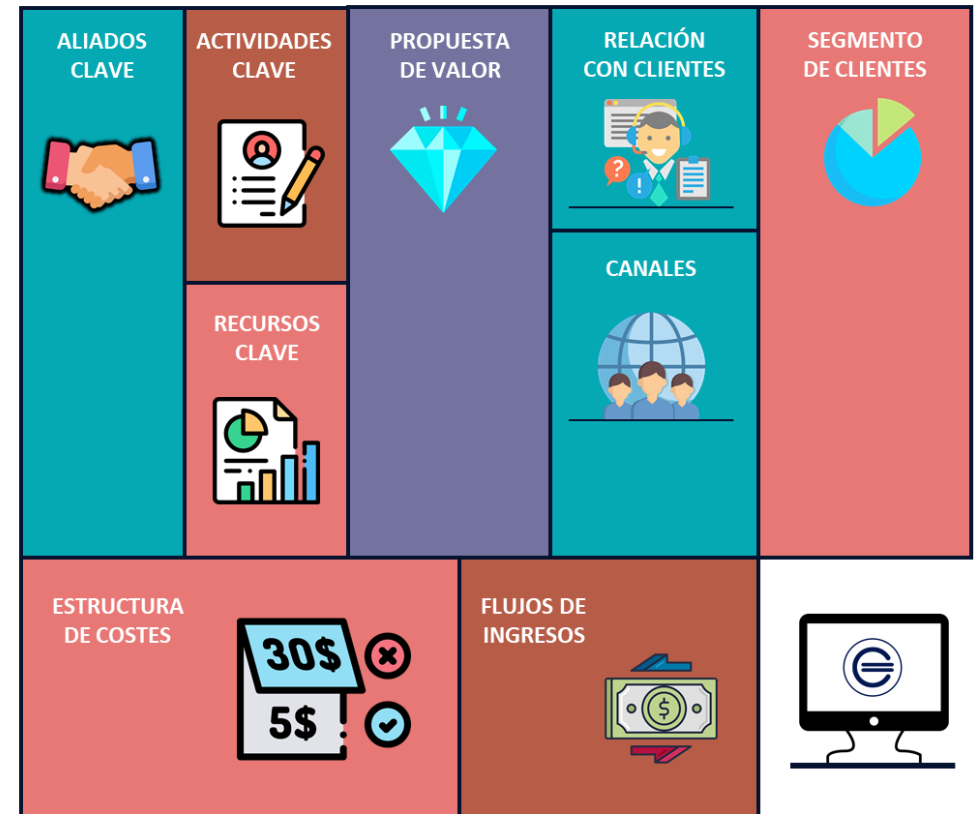 ALIADOS
CLAVE
ACTIVIDADES
CLAVE
PROPUESTA
DE VALOR
RELACIÓN
CON CLIENTES
SEGMENTO
DE CLIENTES
?
!
CANALES
RECURSOS
CLAVE
ESTRUCTURA
DE COSTES
30$
5$
FLUJOS DE
INGRESOS
$